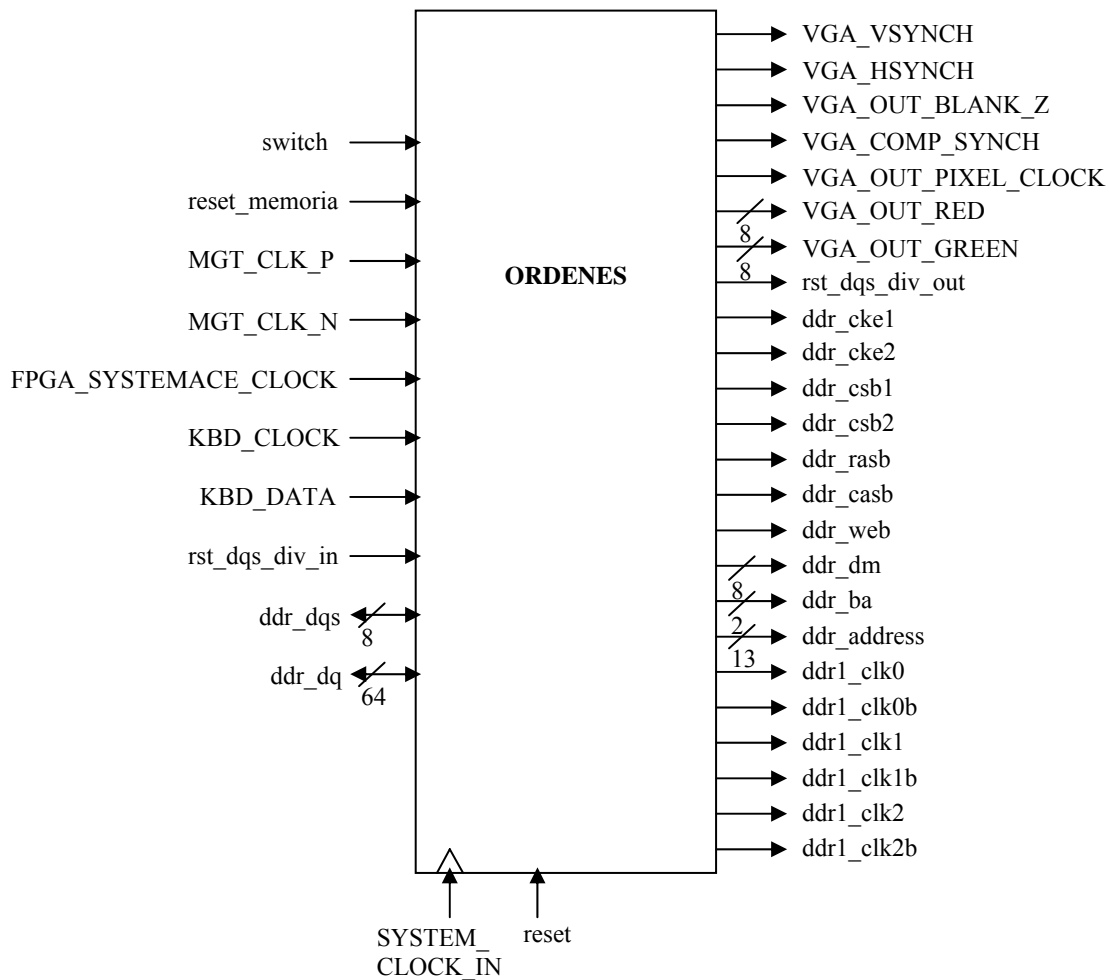 VGA_VSYNCH
VGA_HSYNCH
VGA_OUT_BLANK_Z
switch
VGA_COMP_SYNCH
VGA_OUT_PIXEL_CLOCK
reset_memoria
VGA_OUT_RED
8
VGA_OUT_GREEN
8
MGT_CLK_P
ORDENES
rst_dqs_div_out
ddr_cke1
MGT_CLK_N
ddr_cke2
FPGA_SYSTEMACE_CLOCK
ddr_csb1
ddr_csb2
KBD_CLOCK
ddr_rasb
KBD_DATA
ddr_casb
ddr_web
rst_dqs_div_in
ddr_dm
8
ddr_ba
2
ddr_dqs
8
ddr_address
13
ddr_dq
64
ddr1_clk0
ddr1_clk0b
ddr1_clk1
ddr1_clk1b
ddr1_clk2
ddr1_clk2b
SYSTEM_
CLOCK_IN
reset